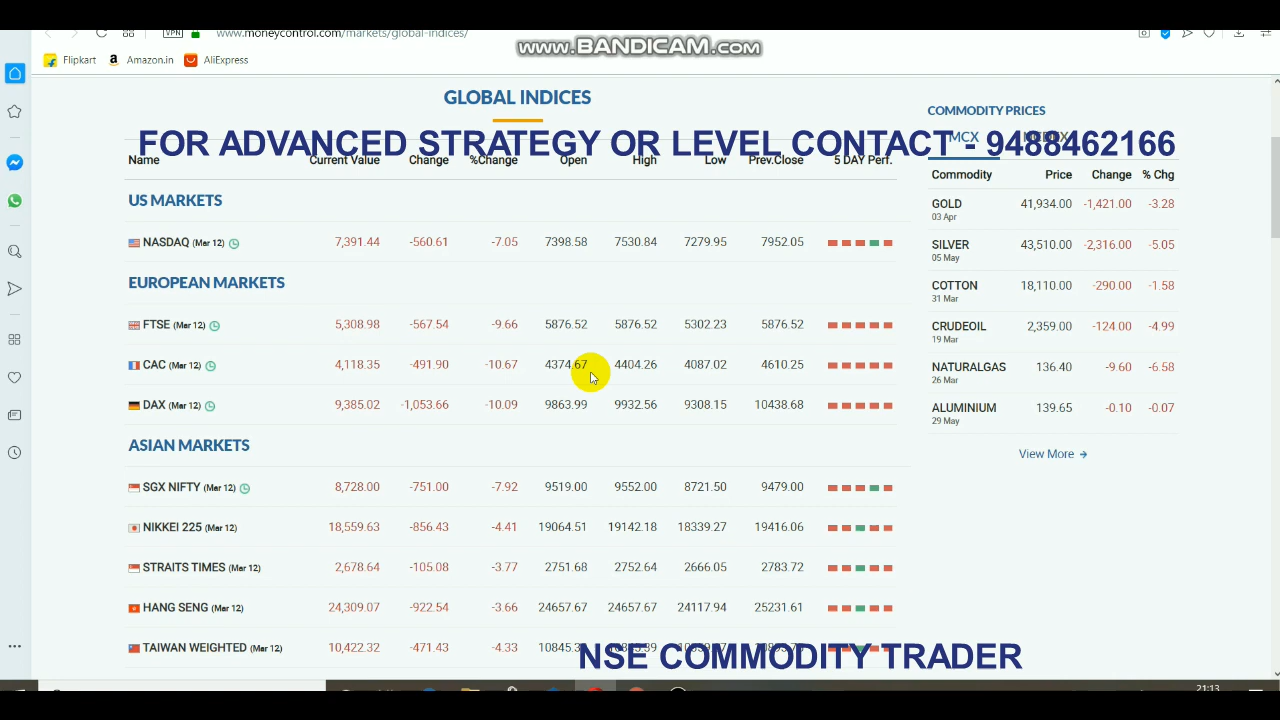 www.moneycontrol.com/markets/global-indices/
VPN
www.BANDICAM.com
Flipkart
Amazon.in
AliExpress
GLOBAL INDICES
FOR ADVANCED STRATEGY OR LEVEL CONTACT - 9488462166
Name Current Value Change %Change Open High Low Prev.Close 5 DAY Perf.
US MARKETS
NASDAQ (Mar 12) 7,391.44 -560.61 -7.05 7398.58 7530.84 7279.95 7952.05
EUROPEAN MARKETS
FTSE (Mar 12) 5,308.98 -567.54 -9.66 5876.52 5876.52 5302.23 5876.52
CAC (Mar 12) 4,118.35 -491.90 -10.67 4374.67 4404.26 4087.02 4610.25
DAX (Mar 12) 9,385.02 -1,053.66 -10.09 9863.99 9932.56 9308.15 10438.68
ASIAN MARKETS
SGX NIFTY (Mar 12) 8,728.00 -751.00 -7.92 9519.00 9552.00 8721.50 9479.00
NIKKEI 225 (Mar 12) 18,559.63 -856.43 -4.41 19064.51 19142.18 18339.27 19416.06
STRAITS TIMES (Mar 12) 2,678.64 -105.08 -3.77 2751.68 2752.64 2666.05 2783.72
HANG SENG (Mar 12) 24,309.07 -922.54 -3.66 24657.67 24657.67 24117.94 25231.61
TAIWAN WEIGHTED (Mar 12) 10,422.32 -471.43 -4.33
NSE COMMODITY TRADER
COMMODITY PRICES
MCX
Commodity Price Change % Chg
GOLD 41,934.00 -1,421.00 -3.28
03 Apr
SILVER 43,510.00 -2,316.00 -5.05
05 May
COTTON 18,110.00 -290.00 -1.58
31 Mar
CRUDEOIL 2,359.00 -124.00 -4.99
19 Mar
NATURALGAS 136.40 -9.60 -6.58
26 Mar
ALUMINIUM 139.65 -0.10 -0.07
29 May
View More
21:13